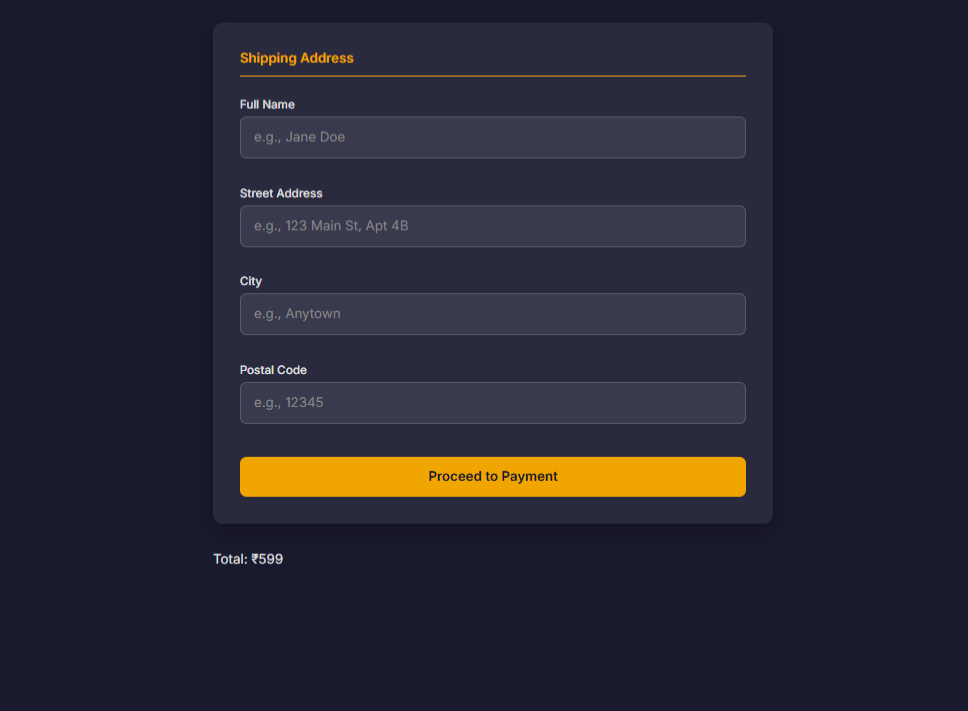 Shipping Address
Full Name
e.g., Jane Doe
Street Address
e.g., 123 Main St, Apt 4B
City
e.g., Anytown
Postal Code
e.g., 12345
Proceed to Payment
Total: ₹599